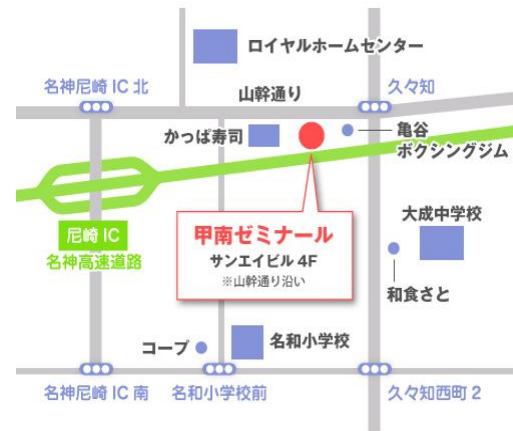 ロイヤルホームセンター
名神尼崎 IC 北
山幹通り
久々知
かっぱ寿司
亀谷
ボクシングジム
尼崎 IC
名神高速道路
甲南ゼミナール
サンエイビル 4F
※山幹通り沿い
大成中学校
和食さと
コープ
名和小学校
名神尼崎 IC 南
名和小学校前
久々知西町 2